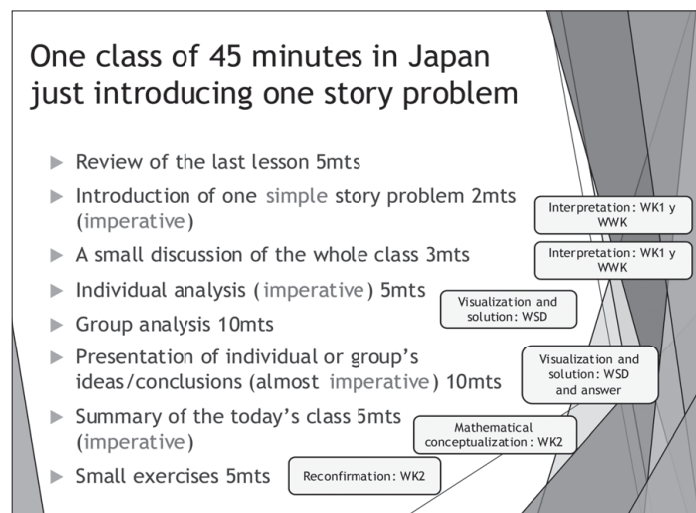 One class of 45 minutes in Japan
just introducing one story problem
Review of the last lesson 5mts
Introduction of one simple story problem 2mts
(imperative)
Interpretation: WK1 y
WWK
A small discussion of the whole class 3mts
Interpretation: WK1 y
WWK
Individual analysis (imperative) 5mts
Visualization and
solution: WSD
Group analysis 10mts
Presentation of individual or group's
ideas/conclusions (almost imperative) 10mts
Visualization and
solution: WSD
and answer
Summary of the today's class 5mts
(imperative)
Mathematical
conceptualization: WK2
Small exercises 5mts
Reconfirmation: WK2